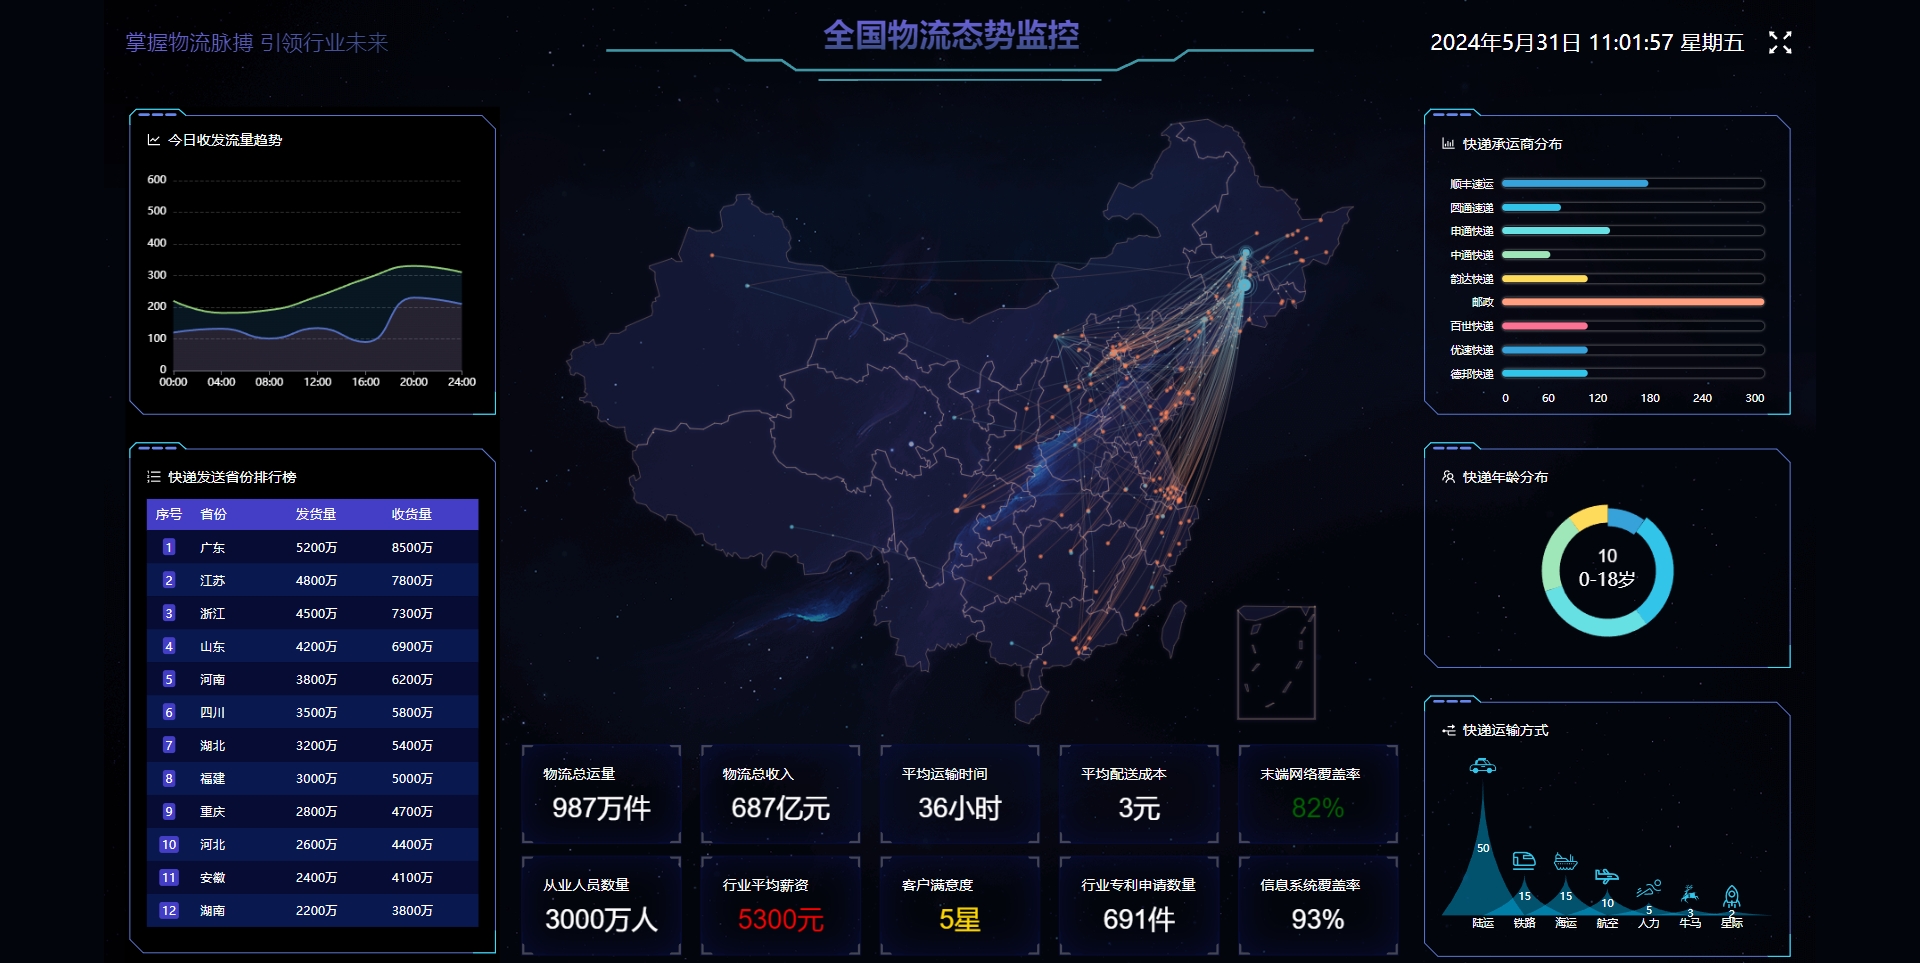 掌握物流脉搏 引领行业未来
全国物流态势监控
2024年5月31日 11:01:57 星期五
今日收发流量趋势
600
500
400
300
200
100
0
00:00 04:00 08:00 12:00 16:00 20:00 24:00
快递发送省份排行榜
序号 省份 发货量 收货量
1 广东 5200万 8500万
2 江苏 4800万 7800万
3 浙江 4500万 7300万
4 山东 4200万 6900万
5 河南 3800万 6200万
6 四川 3500万 5800万
7 湖北 3200万 5400万
8 福建 3000万 5000万
9 重庆 2800万 4700万
10 河北 2600万 4400万
11 安徽 2400万 4100万
12 湖南 2200万 3800万
物流总运量
987万件
物流总收入
687亿元
平均运输时间
36小时
平均配送成本
3元
末端网络覆盖率
82%
从业人员数量
3000万人
行业平均薪资
5300元
客户满意度
5星
行业专利申请数量
691件
信息系统覆盖率
93%
快递承运商分布
顺丰速运
圆通速递
申通快递
中通快递
韵达快递
邮政
百世快递
优速快递
德邦快递
0 60 120 180 240 300
快递年龄分布
10
0-18岁
快递运输方式
50
15
15
10
5
3
2
陆运 铁路 海运 航空 人力 牛马 星际